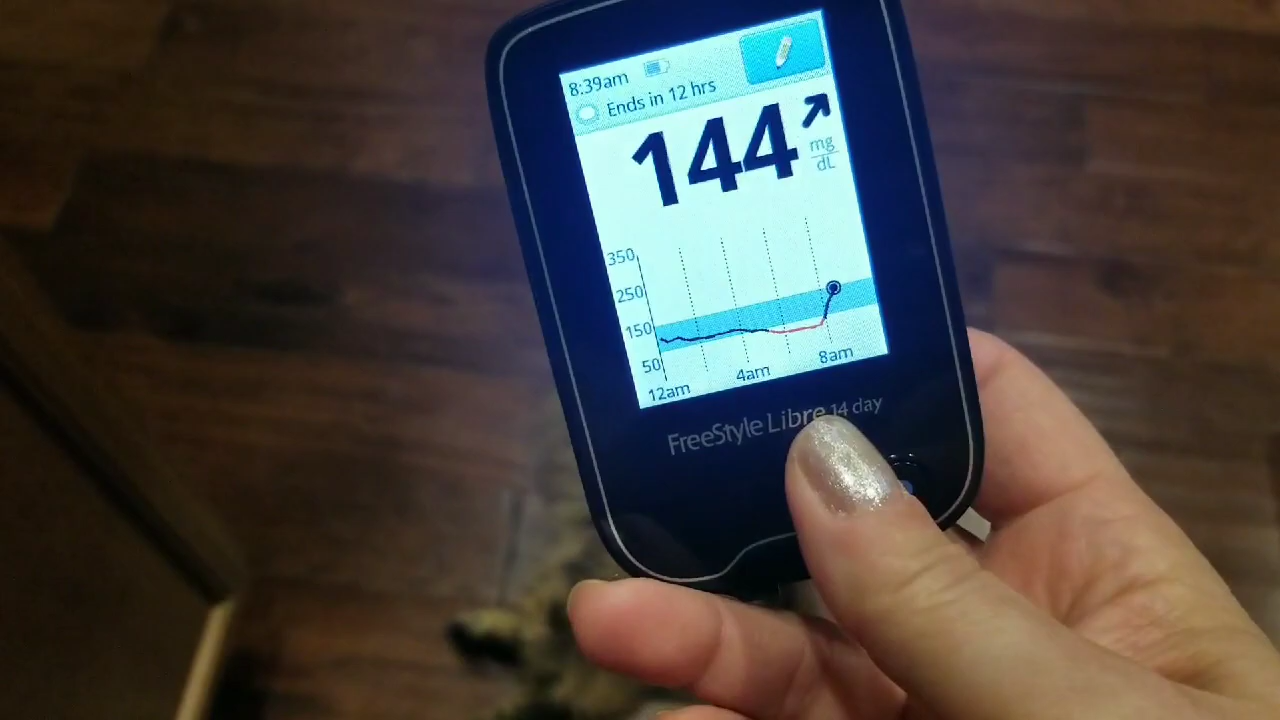 8:39am
Ends in 12 hrs
144
mg
dL
350
250
150
50
12am 4am 8am
FreeStyle Libre 14 day